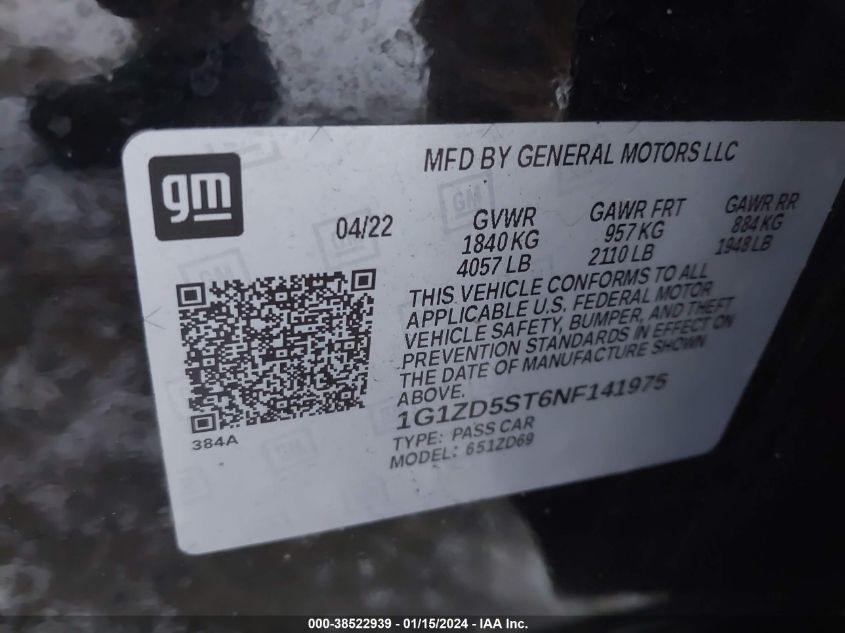 gm
MFD BY GENERAL MOTORS LLC
04/22
GVWR
1840 KG
4057 LB
GAWR FRT
957 KG
2110 LB
GAWR RR
884 KG
1948 LB
THIS VEHICLE CONFORMS TO ALL
APPLICABLE U.S. FEDERAL MOTOR
VEHICLE SAFETY, BUMPER, AND THEFT
PREVENTION STANDARDS IN EFFECT ON
THE DATE OF MANUFACTURE SHOWN
ABOVE.
1G1ZD5ST6NF141975
TYPE: PASS CAR
MODEL: 651ZD69
384A
000-38522939 - 01/15/2024 - IAA Inc.